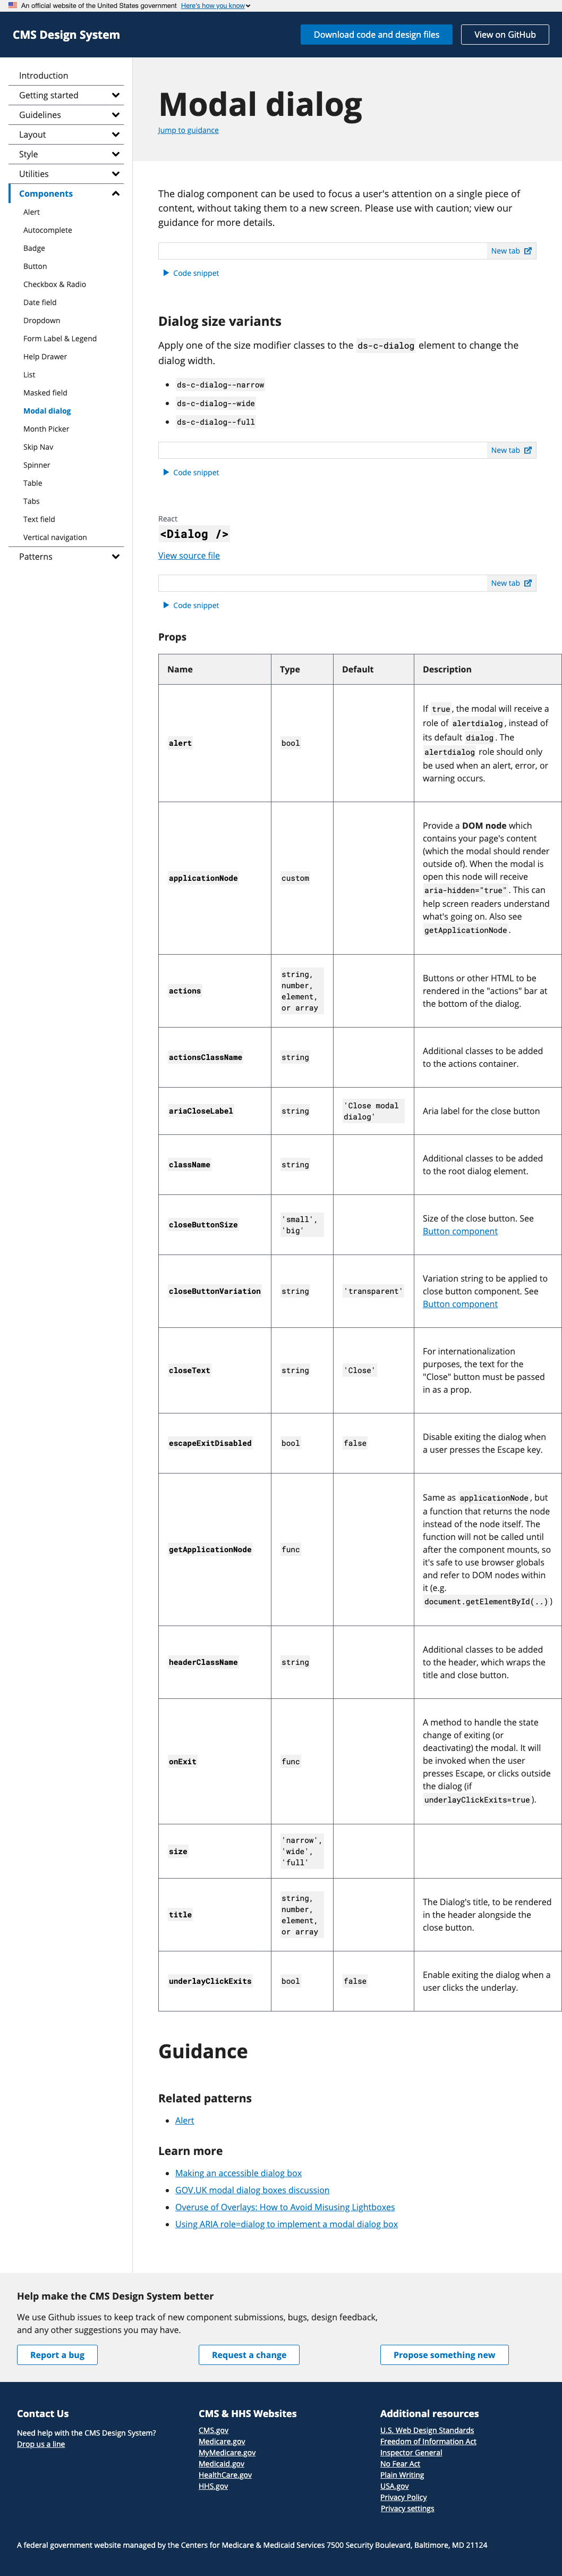 An official website of the United States government Here's how you know
CMS Design System
Download code and design files
View on GitHub
Introduction
Getting started
Guidelines
Layout
Style
Utilities
Components
Alert
Autocomplete
Badge
Button
Checkbox & Radio
Date field
Dropdown
Form Label & Legend
Help Drawer
List
Masked field
Modal dialog
Month Picker
Skip Nav
Spinner
Table
Tabs
Text field
Vertical navigation
Patterns
Modal dialog
Jump to guidance
The dialog component can be used to focus a user's attention on a single piece of
content, without taking them to a new screen. Please use with caution; view our
guidance for more details.
New tab
Code snippet
Dialog size variants
Apply one of the size modifier classes to the ds-c-dialog element to change the
dialog width.
ds-c-dialog--narrow
ds-c-dialog--wide
ds-c-dialog--full
New tab
Code snippet
React
<Dialog />
View source file
New tab
Code snippet
Props
Name Type Default Description
alert bool
If true, the modal will receive a
role of alertdialog, instead of
its default dialog. The
alertdialog role should only
be used when an alert, error, or
warning occurs.
applicationNode custom
Provide a DOM node which
contains your page's content
(which the modal should render
outside of). When the modal is
open this node will receive
aria-hidden="true". This can
help screen readers understand
what's going on. Also see
getApplicationNode.
actions
string,
number,
element,
or array
Buttons or other HTML to be
rendered in the "actions" bar at
the bottom of the dialog.
actionsClassName string
Additional classes to be added
to the actions container.
ariaCloseLabel string
'Close modal
dialog'
Aria label for the close button
className string
Additional classes to be added
to the root dialog element.
closeButtonSize
'small',
'big'
Size of the close button. See
Button component
closeButtonVariation string 'transparent'
Variation string to be applied to
close button component. See
Button component
closeText string 'Close'
For internationalization
purposes, the text for the
"Close" button must be passed
in as a prop.
escapeExitDisabled bool false
Disable exiting the dialog when
a user presses the Escape key.
getApplicationNode func
Same as applicationNode, but
a function that returns the node
instead of the node itself. The
function will not be called until
after the component mounts, so
it's safe to use browser globals
and refer to DOM nodes within
it (e.g.
document.getElementById(..))
headerClassName string
Additional classes to be added
to the header, which wraps the
title and close button.
onExit func
A method to handle the state
change of exiting (or
deactivating) the modal. It will
be invoked when the user
presses Escape, or clicks outside
the dialog (if
underlayClickExits=true).
size
'narrow',
'wide',
'full'
title
string,
number,
element,
or array
The Dialog's title, to be rendered
in the header alongside the
close button.
underlayClickExits bool false
Enable exiting the dialog when a
user clicks the underlay.
Guidance
Related patterns
Alert
Learn more
Making an accessible dialog box
GOV.UK modal dialog boxes discussion
Overuse of Overlays: How to Avoid Misusing Lightboxes
Using ARIA role=dialog to implement a modal dialog box
Help make the CMS Design System better
We use Github issues to keep track of new component submissions, bugs, design feedback,
and any other suggestions you may have.
Report a bug
Request a change
Propose something new
Contact Us
Need help with the CMS Design System?
Drop us a line
CMS & HHS Websites
CMS.gov
Medicare.gov
MyMedicare.gov
Medicaid.gov
HealthCare.gov
HHS.gov
Additional resources
U.S. Web Design Standards
Freedom of Information Act
Inspector General
No Fear Act
Plain Writing
USA.gov
Privacy Policy
Privacy settings
A federal government website managed by the Centers for Medicare & Medicaid Services 7500 Security Boulevard, Baltimore, MD 21124